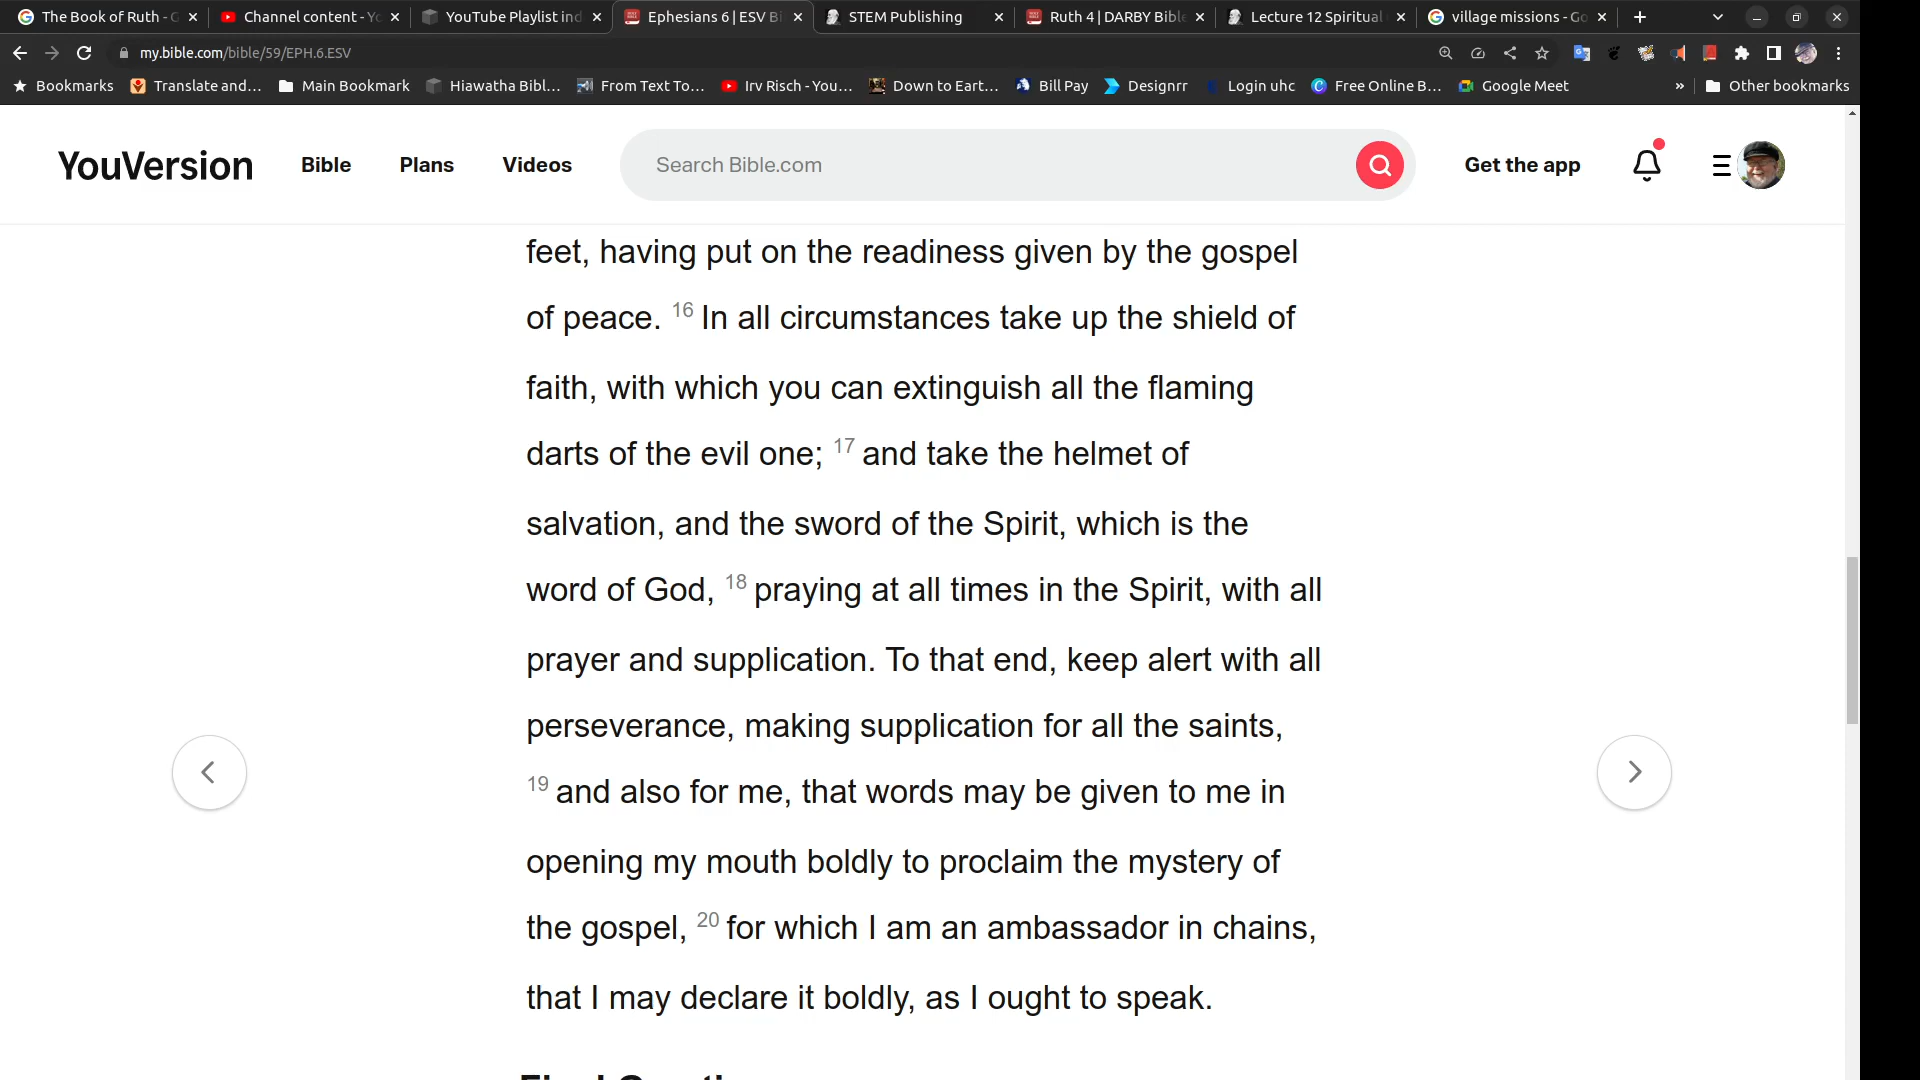 The Book of Ruth - G
Channel content - Yo
YouTube Playlist ind
Ephesians 6 | ESV Bi
STEM Publishing
Ruth 4 | DARBY Bible
Lecture 12 Spiritual
village missions - Go
my.bible.com/bible/59/EPH.6.ESV
Bookmarks
Translate and...
Main Bookmark
Hiawatha Bibl...
From Text To...
Irv Risch - You...
Down to Eart...
Bill Pay
Designrr
Login uhc
Free Online B...
Google Meet
»
Other bookmarks
YouVersion
Bible
Plans
Videos
Search Bible.com
Get the app
feet, having put on the readiness given by the gospel
of peace. 16 In all circumstances take up the shield of
faith, with which you can extinguish all the flaming
darts of the evil one; 17 and take the helmet of
salvation, and the sword of the Spirit, which is the
word of God, 18 praying at all times in the Spirit, with all
prayer and supplication. To that end, keep alert with all
perseverance, making supplication for all the saints,
19 and also for me, that words may be given to me in
opening my mouth boldly to proclaim the mystery of
the gospel, 20 for which I am an ambassador in chains,
that I may declare it boldly, as I ought to speak.